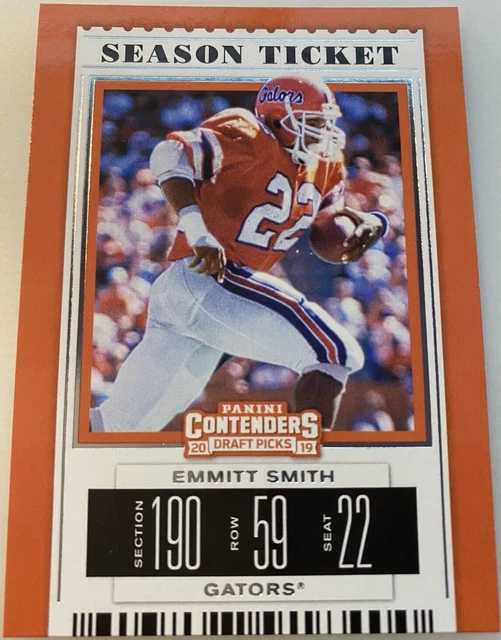 SEASON TICKET
Gators
22
PANINI
CONTENDERS
20 DRAFT PICKS 19
EMMITT SMITH
SECTION 190 ROW 59 SEAT 22
GATORS®